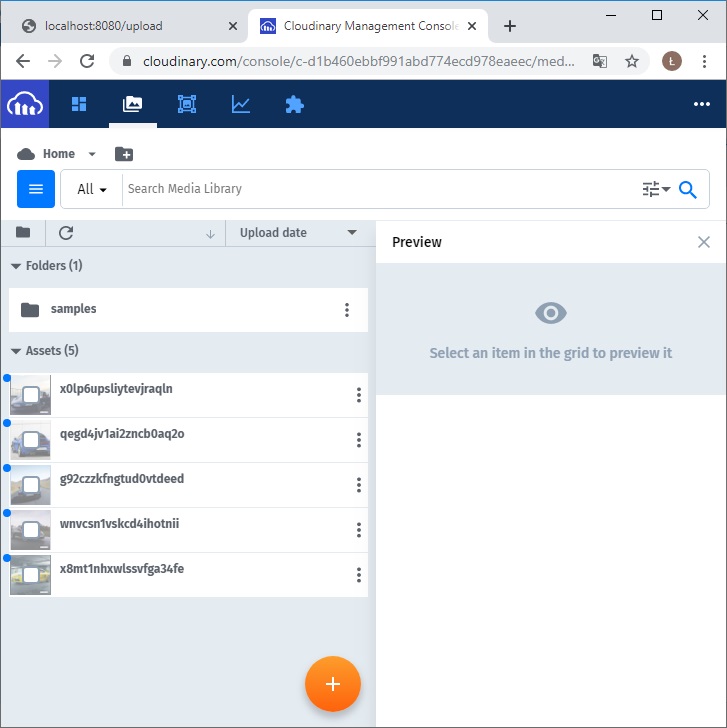 localhost:8080/upload
Cloudinary Management Console
cloudinary.com/console/c-d1b460ebbf991abd774ecd978eaeec/med...
Ł
Home
All
Search Media Library
Upload date
Preview
Folders (1)
samples
Select an item in the grid to preview it
Assets (5)
x0lp6upsliytevjraqln
qegd4jv1ai2zncb0aq2o
g92czzkfngtud0vtdeed
wnvcsn1vskcd4ihotnii
x8mt1nhxwlssvfga34fe